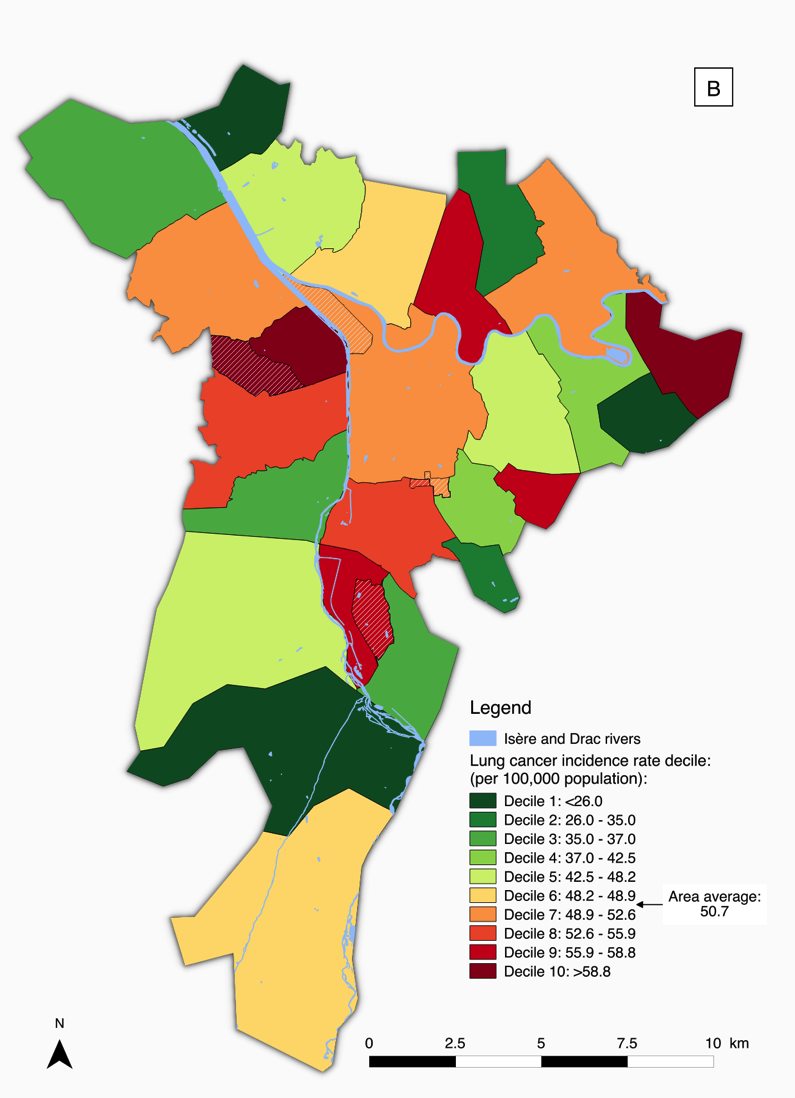 B
Legend
Isère and Drac rivers
Lung cancer incidence rate decile:
(per 100,000 population):
Decile 1: <26.0
Decile 2: 26.0 - 35.0
Decile 3: 35.0 - 37.0
Decile 4: 37.0 - 42.5
Decile 5: 42.5 - 48.2
Decile 6: 48.2 - 48.9
Decile 7: 48.9 - 52.6
Decile 8: 52.6 - 55.9
Decile 9: 55.9 - 58.8
Decile 10: >58.8
Area average:
50.7
N
0 2.5 5 7.5 10 km